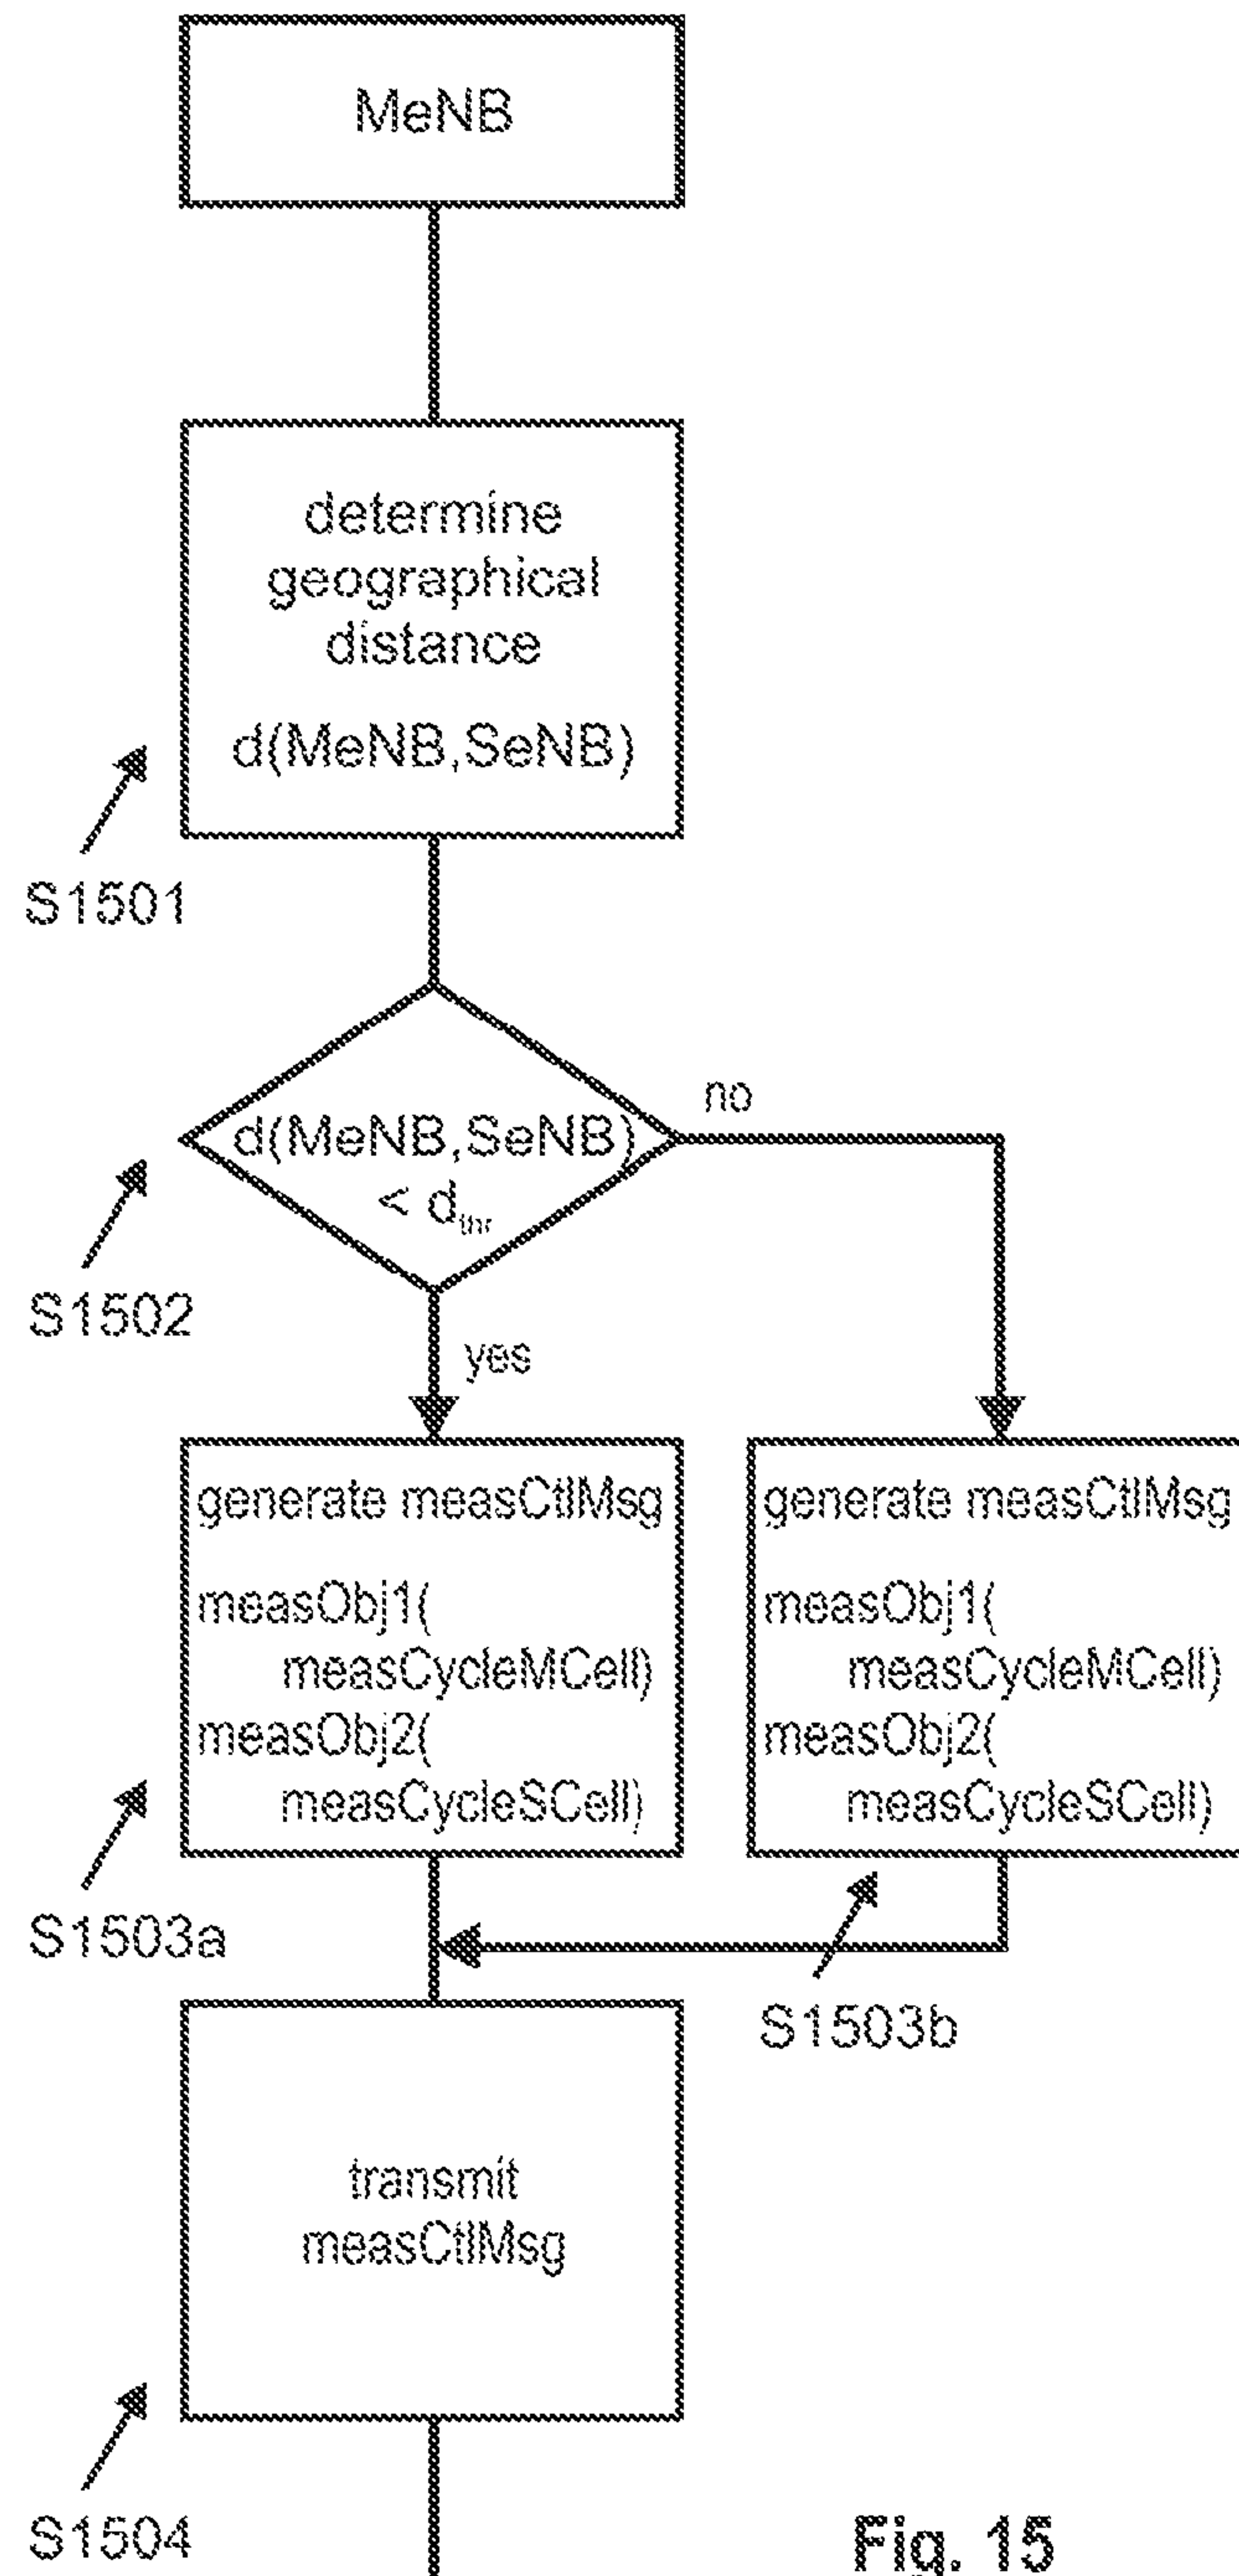 MeNB
determine
geographical
distance
d(MeNB,SeNB)
S1501
no
d(MeNB,SeNB)
< dthr
S1502
yes
generate measCtlMsg
measObj1(
measCycleMCell)
measObj2(
measCycleSCell)
S1503a
generate measCtlMsg
measObj1(
measCycleMCell)
measObj2(
measCycleSCell)
S1503b
transmit
measCtlMsg
S1504
Fig. 15